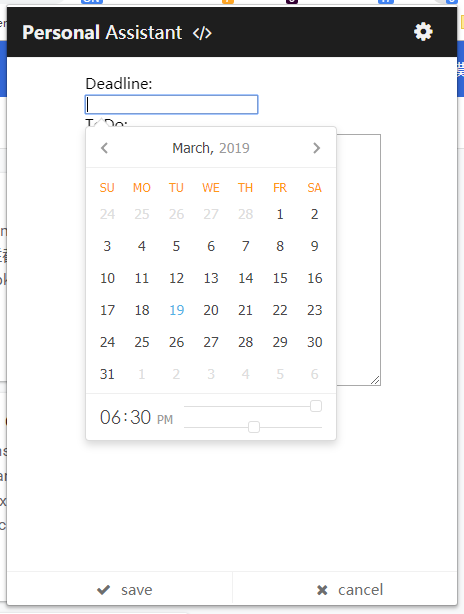 Personal Assistant </>
Deadline:
ToDo:
March, 2019
SU MO TU WE TH FR SA
24 25 26 27 28 1 2
3 4 5 6 7 8 9
10 11 12 13 14 15 16
17 18 19 20 21 22 23
24 25 26 27 28 29 30
31 1 2 3 4 5 6
06:30 PM
save cancel